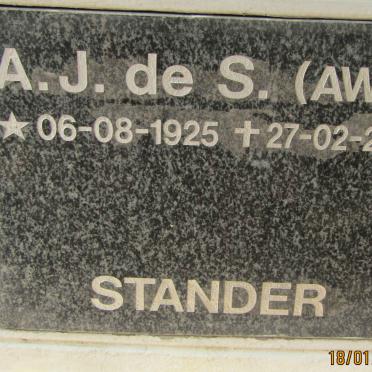 A.J. de S. (AW
★ 06-08-1925 ✝ 27-02-2
STANDER
18/01